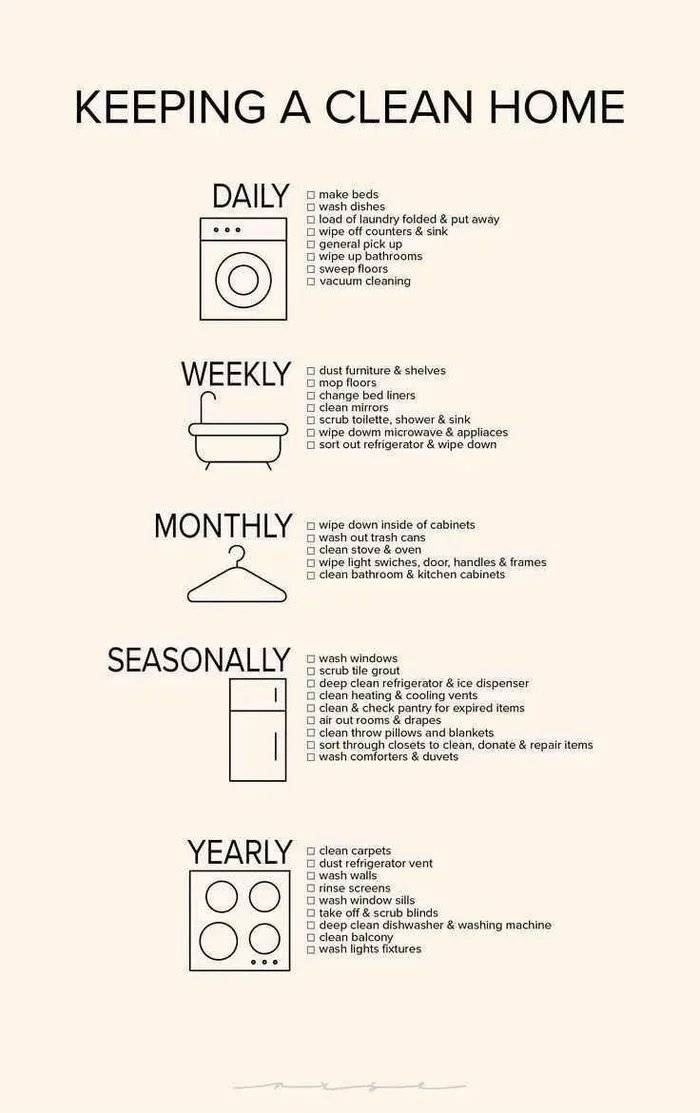 KEEPING A CLEAN HOME
DAILY
□ make beds
□ wash dishes
□ load of laundry folded & put away
□ wipe off counters & sink
□ general pick up
□ wipe up bathrooms
□ sweep floors
□ vacuum cleaning
WEEKLY
□ dust furniture & shelves
□ mop floors
□ change bed liners
□ clean mirrors
□ scrub toilette, shower & sink
□ wipe dowm microwave & appliaces
□ sort out refrigerator & wipe down
MONTHLY
□ wipe down inside of cabinets
□ wash out trash cans
□ clean stove & oven
□ wipe light swiches, door, handles & frames
□ clean bathroom & kitchen cabinets
SEASONALLY
□ wash windows
□ scrub tile grout
□ deep clean refrigerator & ice dispenser
□ clean heating & cooling vents
□ clean & check pantry for expired items
□ air out rooms & drapes
□ clean throw pillows and blankets
□ sort through closets to clean, donate & repair items
□ wash comforters & duvets
YEARLY
□ clean carpets
□ dust refrigerator vent
□ wash walls
□ rinse screens
□ wash window sills
□ take off & scrub blinds
□ deep clean dishwasher & washing machine
□ clean balcony
□ wash lights fixtures